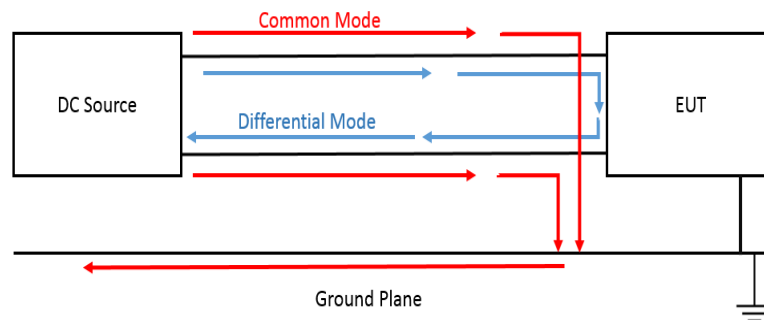 Common Mode
DC Source
EUT
Differential Mode
Ground Plane